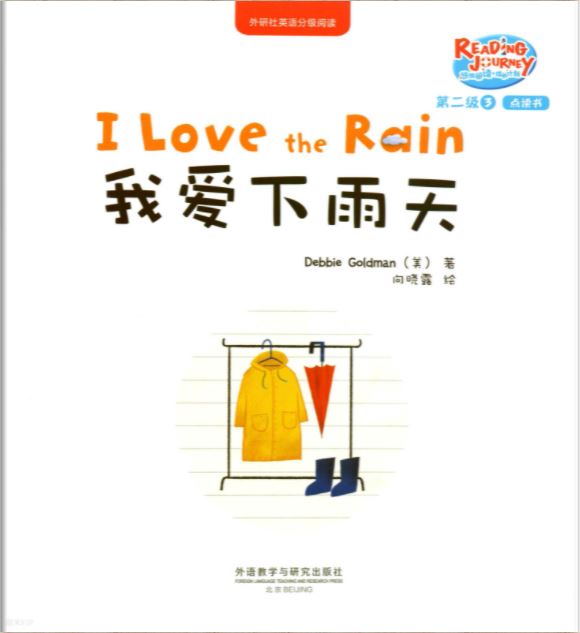 外研社英语分级阅读
READING
JOURNEY
第二级 3 点读书
I Love the Rain
我爱下雨天
Debbie Goldman（美） 著
向晓露 绘
外语教学与研究出版社
FOREIGN LANGUAGE TEACHING AND RESEARCH PRESS
北京 BEIJING